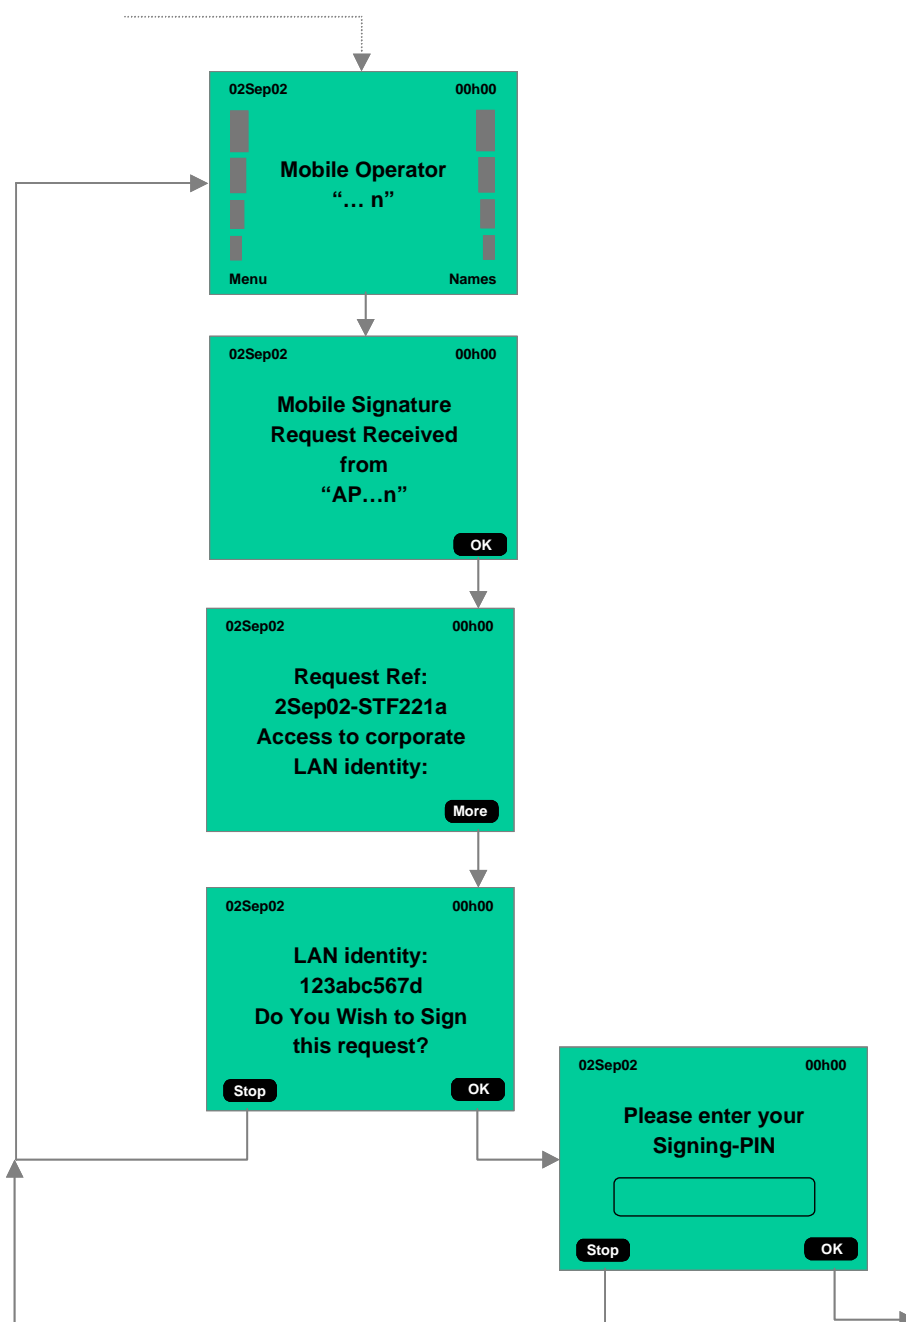 02Sep02 00h00
Mobile Operator
“… n”
Menu Names
02Sep02 00h00
Mobile Signature
Request Received
from
“AP…n”
OK
02Sep02 00h00
Request Ref:
2Sep02-STF221a
Access to corporate
LAN identity:
More
02Sep02 00h00
LAN identity:
123abc567d
Do You Wish to Sign
this request?
Stop OK
02Sep02 00h00
Please enter your
Signing-PIN
Stop OK